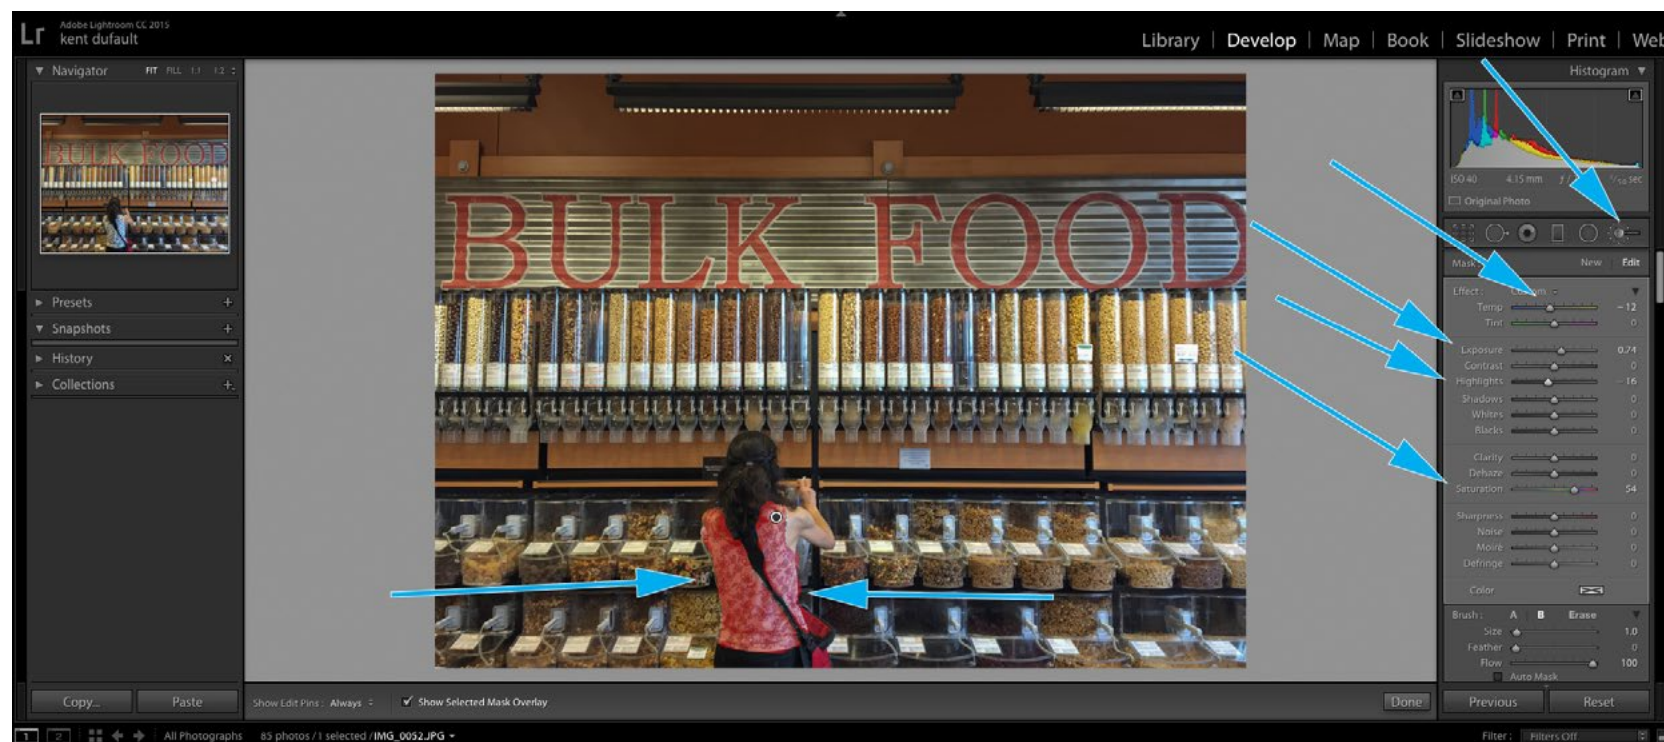 Lr Adobe Lightroom CC 2015
kent dufault
Library | Develop | Map | Book | Slideshow | Print | Web
Navigator FIT FILL 1:1 1:2
Histogram
ISO 40 4.15 mm sec
Original Photo
BULK FOOD
BULK FOOD
Mask: New Edit
Effect: Custom
Temp -12
Tint 0
Exposure 0.74
Contrast 0
Highlights -16
Shadows 0
Whites 0
Blacks 0
Clarity 0
Dehaze 0
Saturation 54
Sharpness 0
Noise 0
Moiré 0
Defringe 0
Color
Brush: A B Erase
Size 1.0
Feather 0
Flow 100
Auto Mask
Presets +
Snapshots +
History ×
Collections +
Copy... Paste
Show Edit Pins: Always
Show Selected Mask Overlay
Done
Previous Reset
1 2 All Photographs 85 photos / 1 selected / IMG_0052.JPG
Filter: Filters Off